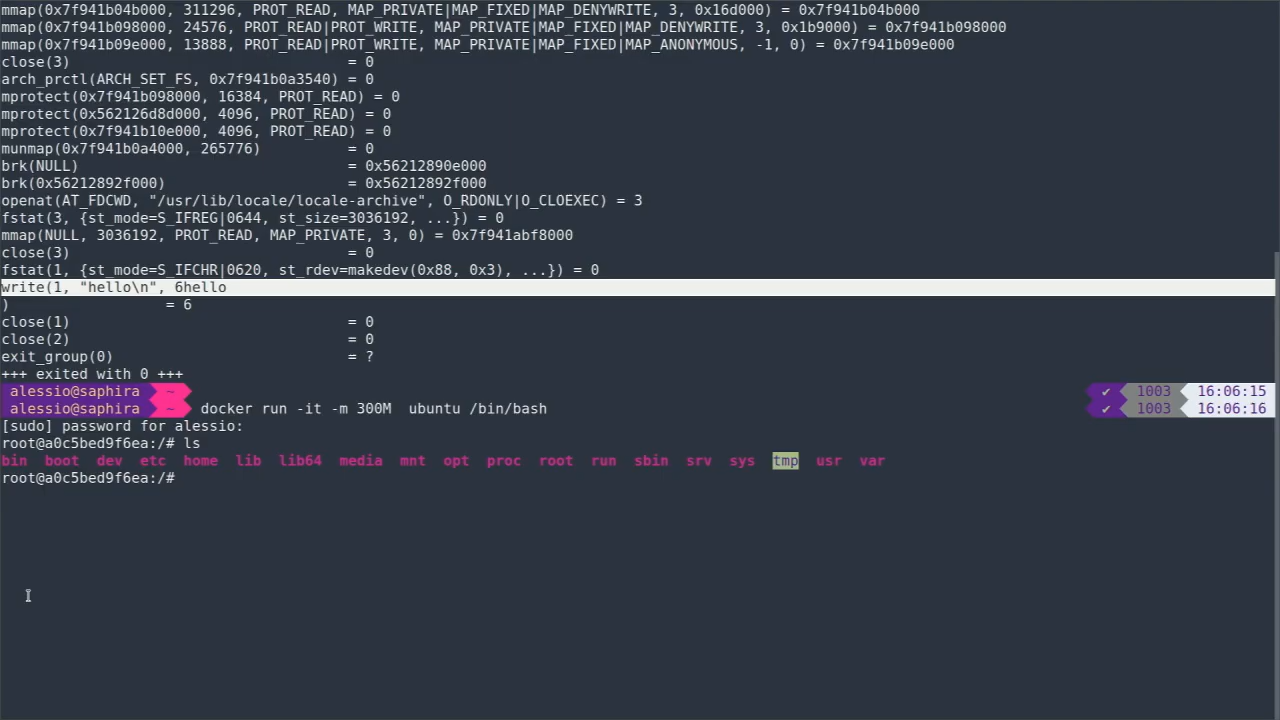 mmap(0x7f941b04b000, 311296, PROT_READ, MAP_PRIVATE|MAP_FIXED|MAP_DENYWRITE, 3, 0x16d000) = 0x7f941b04b000
mmap(0x7f941b098000, 24576, PROT_READ|PROT_WRITE, MAP_PRIVATE|MAP_FIXED|MAP_DENYWRITE, 3, 0x1b9000) = 0x7f941b098000
mmap(0x7f941b09e000, 13888, PROT_READ|PROT_WRITE, MAP_PRIVATE|MAP_FIXED|MAP_ANONYMOUS, -1, 0) = 0x7f941b09e000
close(3) = 0
arch_prctl(ARCH_SET_FS, 0x7f941b0a3540) = 0
mprotect(0x7f941b098000, 16384, PROT_READ) = 0
mprotect(0x562126d8d000, 4096, PROT_READ) = 0
mprotect(0x7f941b10e000, 4096, PROT_READ) = 0
munmap(0x7f941b0a4000, 265776) = 0
brk(NULL) = 0x56212890e000
brk(0x56212892f000) = 0x56212892f000
openat(AT_FDCWD, "/usr/lib/locale/locale-archive", O_RDONLY|O_CLOEXEC) = 3
fstat(3, {st_mode=S_IFREG|0644, st_size=3036192, ...}) = 0
mmap(NULL, 3036192, PROT_READ, MAP_PRIVATE, 3, 0) = 0x7f941abf8000
close(3) = 0
fstat(1, {st_mode=S_IFCHR|0620, st_rdev=makedev(0x88, 0x3), ...}) = 0
write(1, "hello\n", 6hello
) = 6
close(1) = 0
close(2) = 0
exit_group(0) = ?
+++ exited with 0 +++
alessio@saphira ~ ✔ 1003 16:06:15
alessio@saphira ~ docker run -it -m 300M  ubuntu /bin/bash ✔ 1003 16:06:16
[sudo] password for alessio:
root@a0c5bed9f6ea:/# ls
bin boot dev etc home lib lib64 media mnt opt proc root run sbin srv sys tmp usr var
root@a0c5bed9f6ea:/#